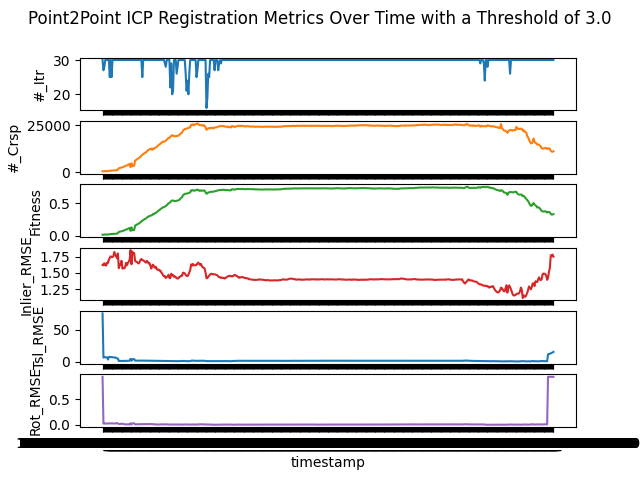 Point2Point ICP Registration Metrics Over Time with a Threshold of 3.0
30
20
#_Itr
25000
0
#_Crsp
0.5
0.0
Fitness
1.75
1.50
1.25
Inlier_RMSE
50
0
Tsl_RMSE
0.5
0.0
Rot_RMSE
timestamp